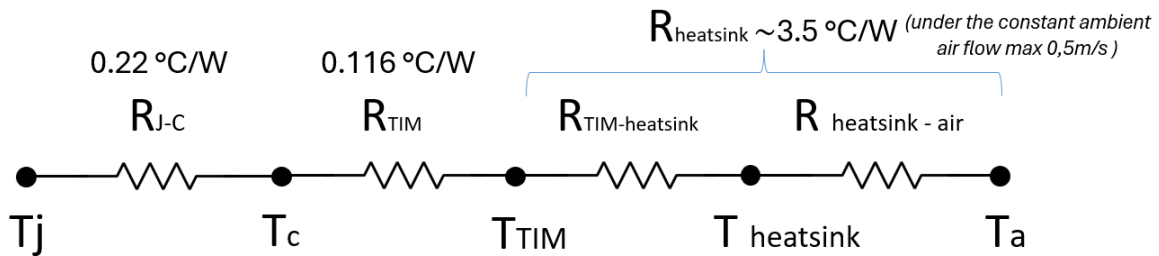 Rheatsink ~3.5 °C/W (under the constant ambient
air flow max 0,5m/s )
0.22 °C/W 0.116 °C/W
RJ-C RTIM RTIM-heatsink R heatsink - air
Tj Tc TTIM T heatsink Ta